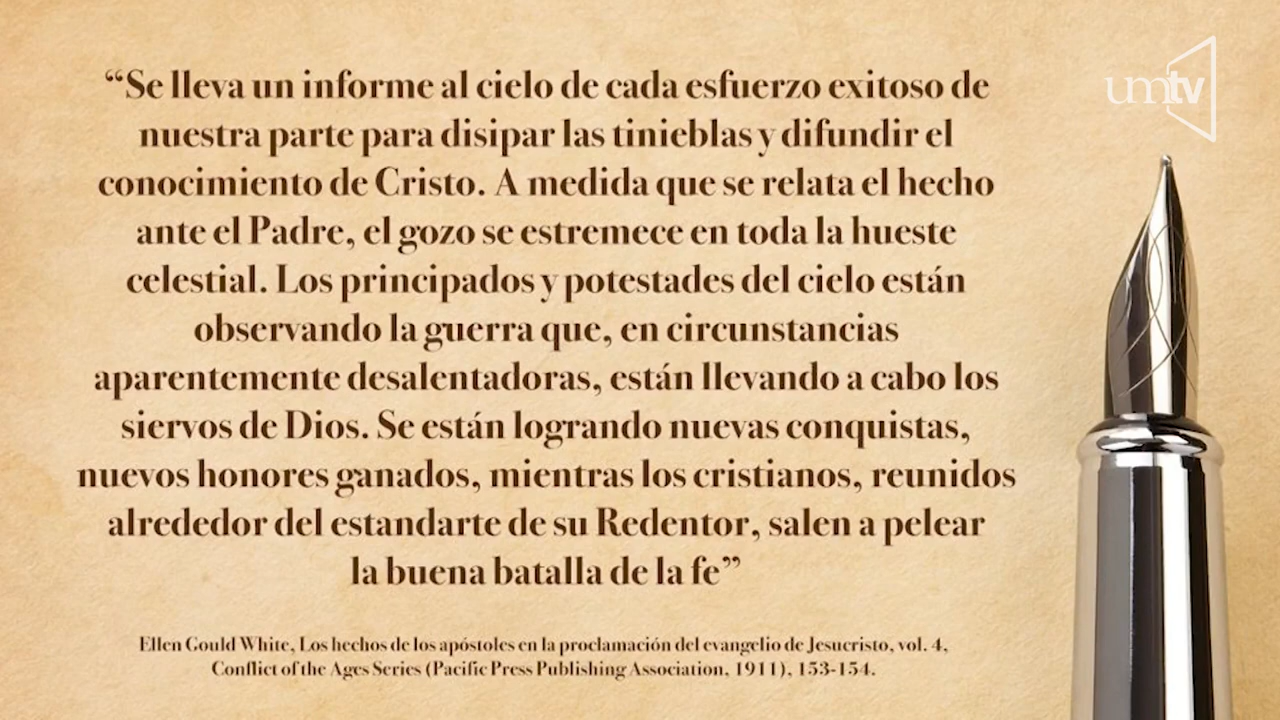 umtv
“Se lleva un informe al cielo de cada esfuerzo exitoso de
nuestra parte para disipar las tinieblas y difundir el
conocimiento de Cristo. A medida que se relata el hecho
ante el Padre, el gozo se estremece en toda la hueste
celestial. Los principados y potestades del cielo están
observando la guerra que, en circunstancias
aparentemente desalentadoras, están llevando a cabo los
siervos de Dios. Se están logrando nuevas conquistas,
nuevos honores ganados, mientras los cristianos, reunidos
alrededor del estandarte de su Redentor, salen a pelear
la buena batalla de la fe”
Ellen Gould White, Los hechos de los apóstoles en la proclamación del evangelio de Jesucristo, vol. 4,
Conflict of the Ages Series (Pacific Press Publishing Association, 1911), 153-154.